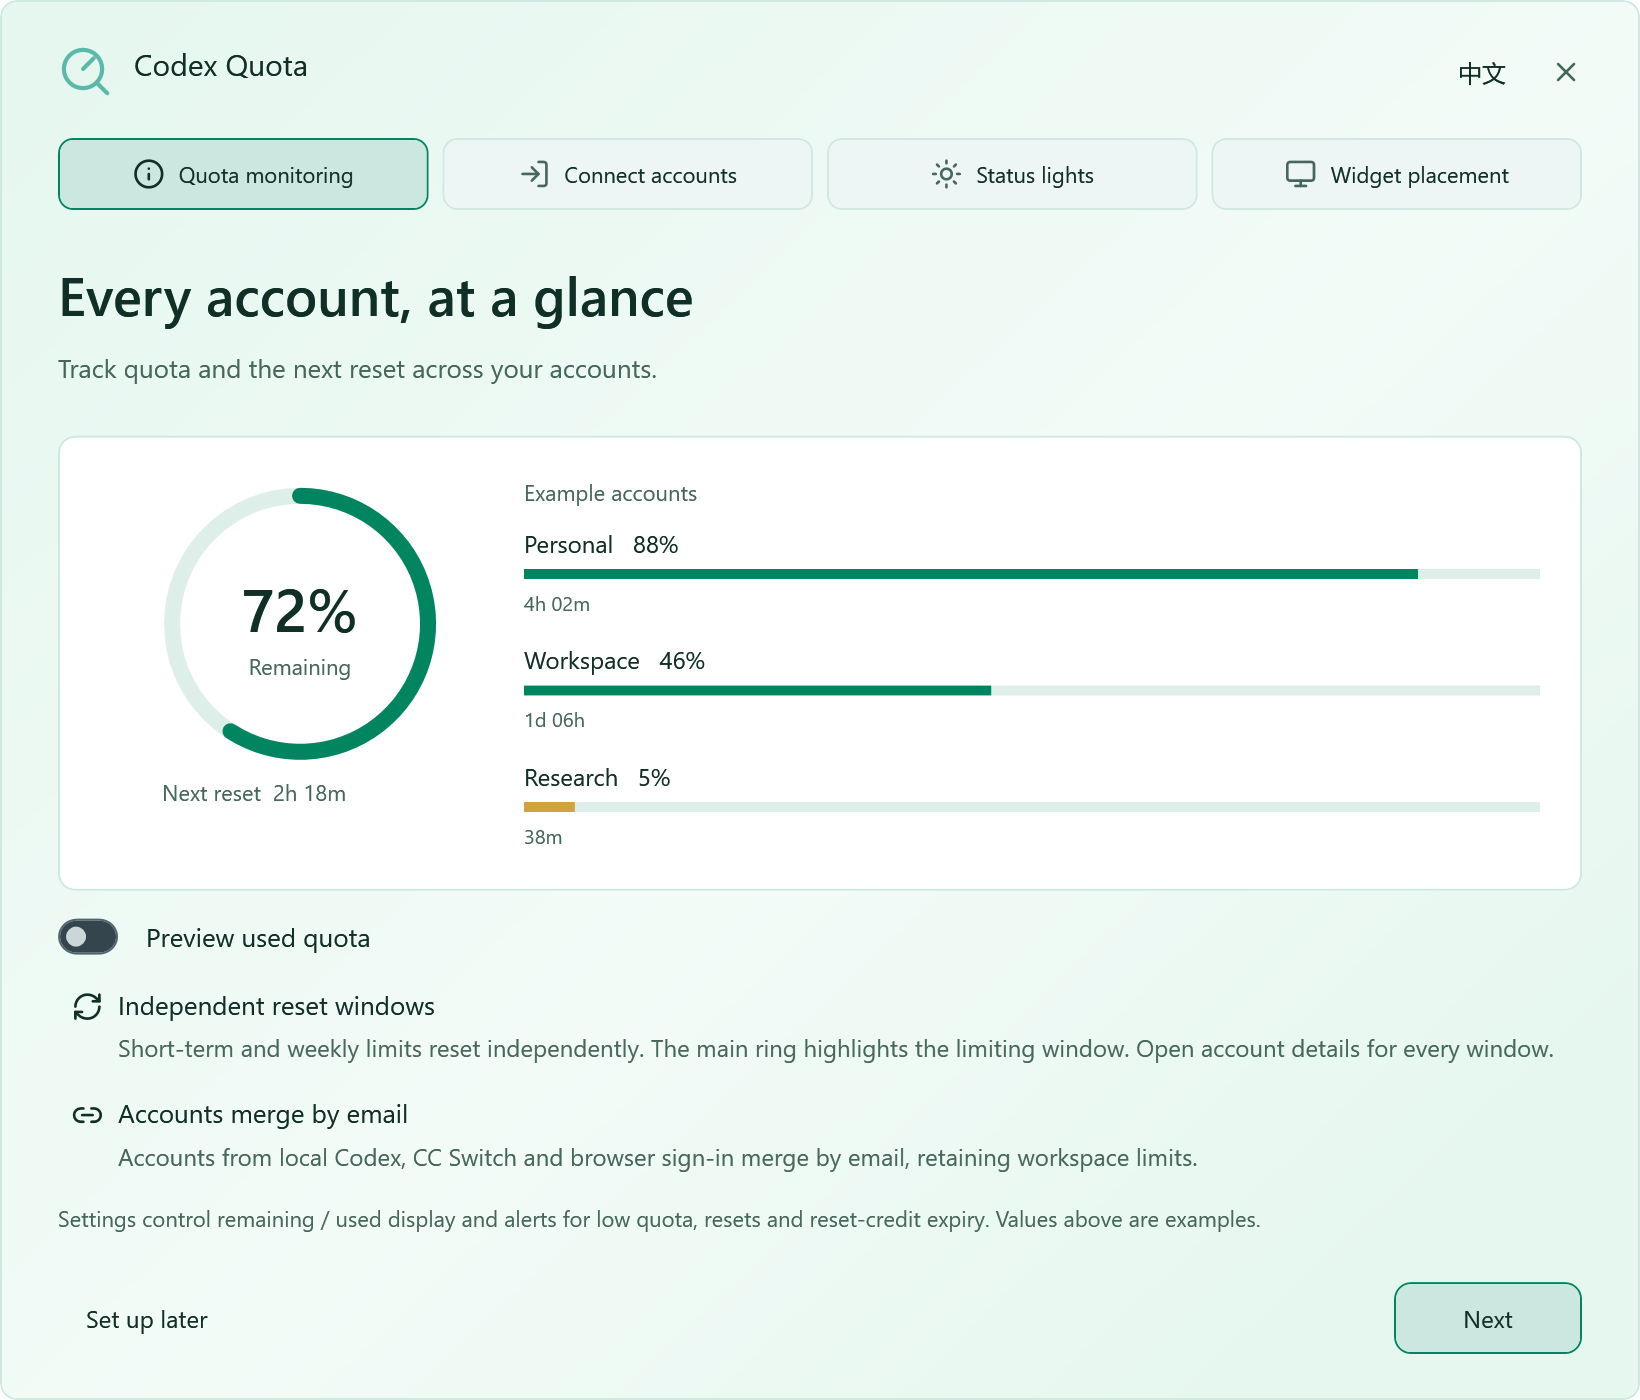 Codex Quota
中文
Quota monitoring
Connect accounts
Status lights
Widget placement
Every account, at a glance
Track quota and the next reset across your accounts.
72%
Remaining
Next reset 2h 18m
Example accounts
Personal 88%
4h 02m
Workspace 46%
1d 06h
Research 5%
38m
Preview used quota
Independent reset windows
Short-term and weekly limits reset independently. The main ring highlights the limiting window. Open account details for every window.
Accounts merge by email
Accounts from local Codex, CC Switch and browser sign-in merge by email, retaining workspace limits.
Settings control remaining / used display and alerts for low quota, resets and reset-credit expiry. Values above are examples.
Set up later
Next